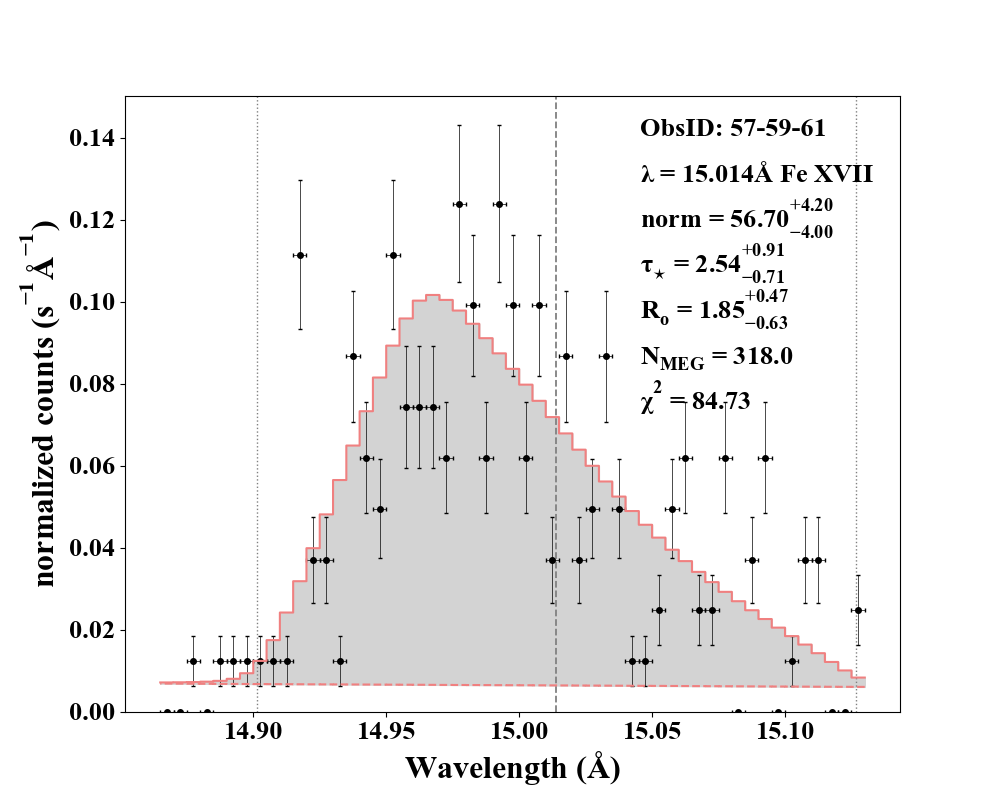 ObsID: 57-59-61
λ = 15.014Å Fe XVII
norm = 56.70 +4.20 −4.00
τ⋆ = 2.54 +0.91 −0.71
Ro = 1.85 +0.47 −0.63
NMEG = 318.0
χ2 = 84.73
normalized counts (s−1 Å−1)
0.14
0.12
0.10
0.08
0.06
0.04
0.02
0.00
14.90 14.95 15.00 15.05 15.10
Wavelength (Å)